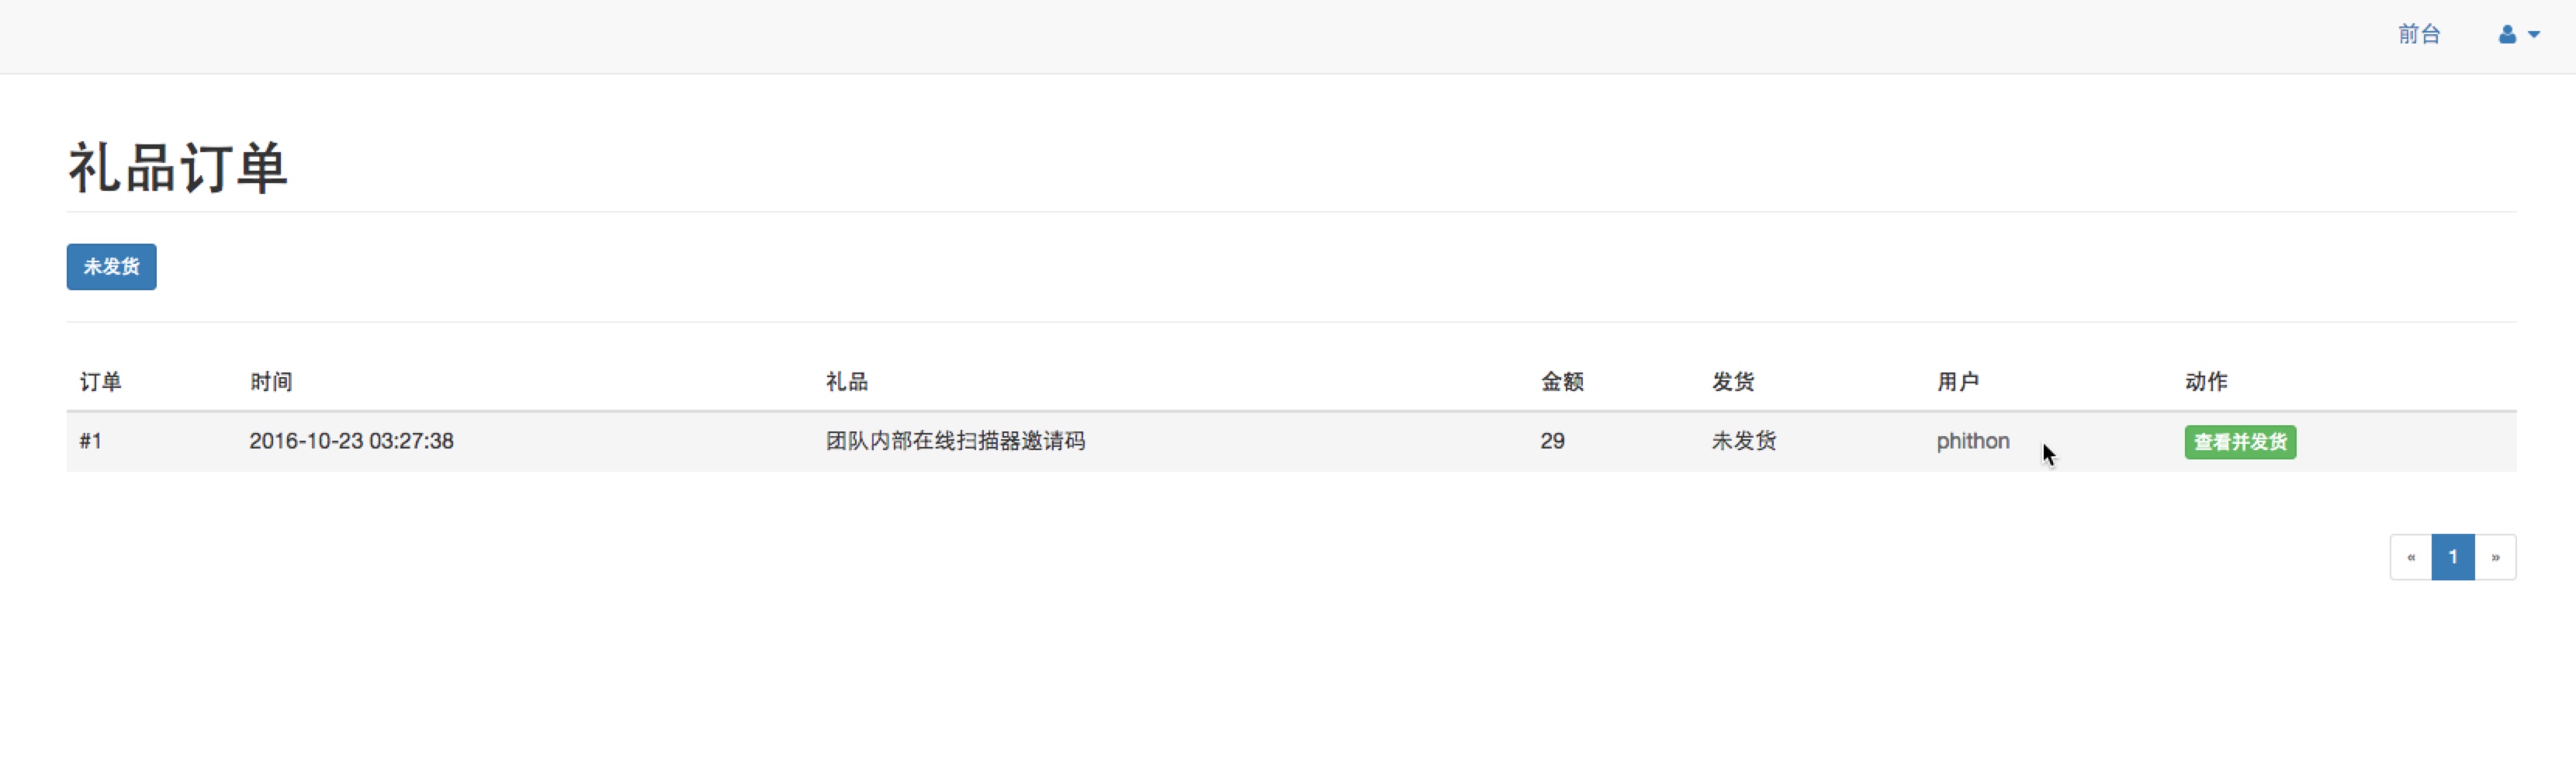 前台
礼品订单
未发货
订单 时间 礼品 金额 发货 用户 动作
#1 2016-10-23 03:27:38 团队内部在线扫描器邀请码 29 未发货 phithon 查看并发货
« 1 »